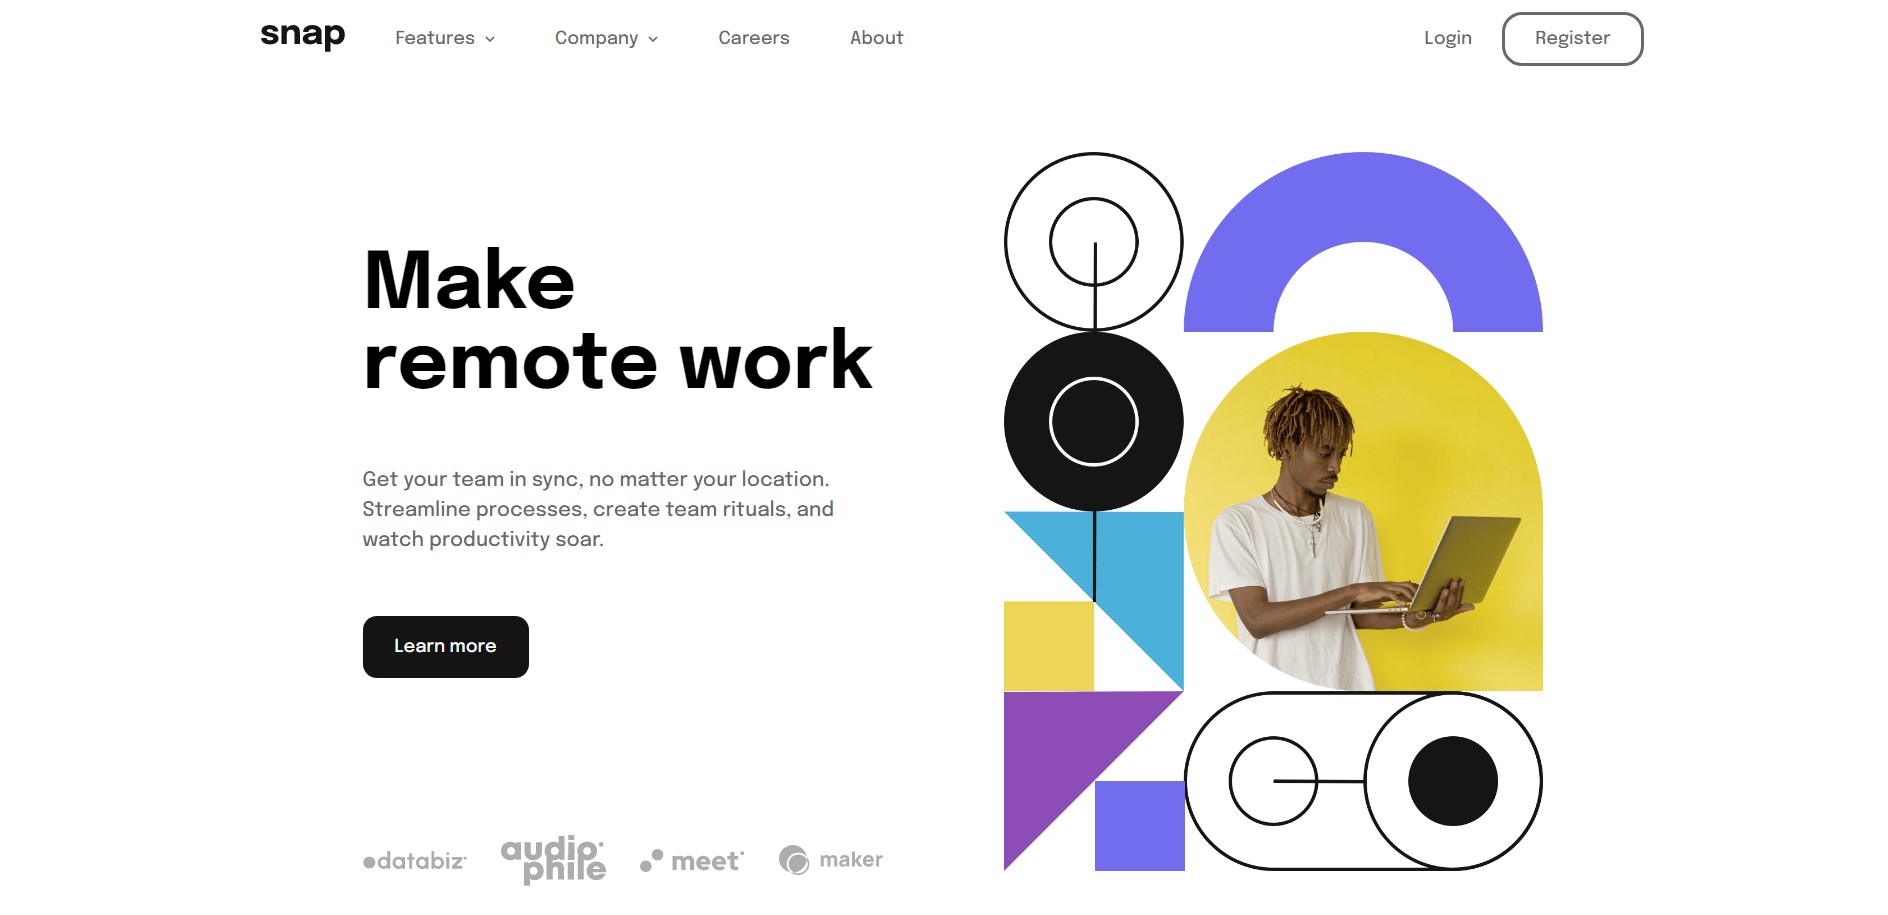 snap Features Company Careers About Login Register
Make
remote work
Get your team in sync, no matter your location.
Streamline processes, create team rituals, and
watch productivity soar.
Learn more
databiz audiophile meet maker